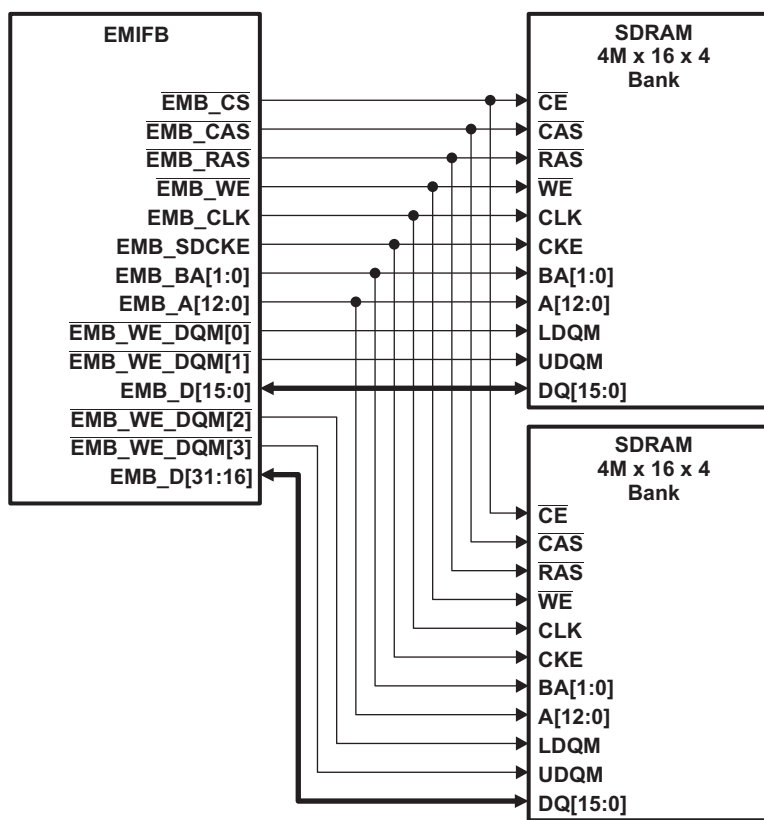 EMIFB
EMB_CS
EMB_CAS
EMB_RAS
EMB_WE
EMB_CLK
EMB_SDCKE
EMB_BA[1:0]
EMB_A[12:0]
EMB_WE_DQM[0]
EMB_WE_DQM[1]
EMB_D[15:0]
EMB_WE_DQM[2]
EMB_WE_DQM[3]
EMB_D[31:16]
SDRAM
4M x 16 x 4
Bank
CE
CAS
RAS
WE
CLK
CKE
BA[1:0]
A[12:0]
LDQM
UDQM
DQ[15:0]
SDRAM
4M x 16 x 4
Bank
CE
CAS
RAS
WE
CLK
CKE
BA[1:0]
A[12:0]
LDQM
UDQM
DQ[15:0]